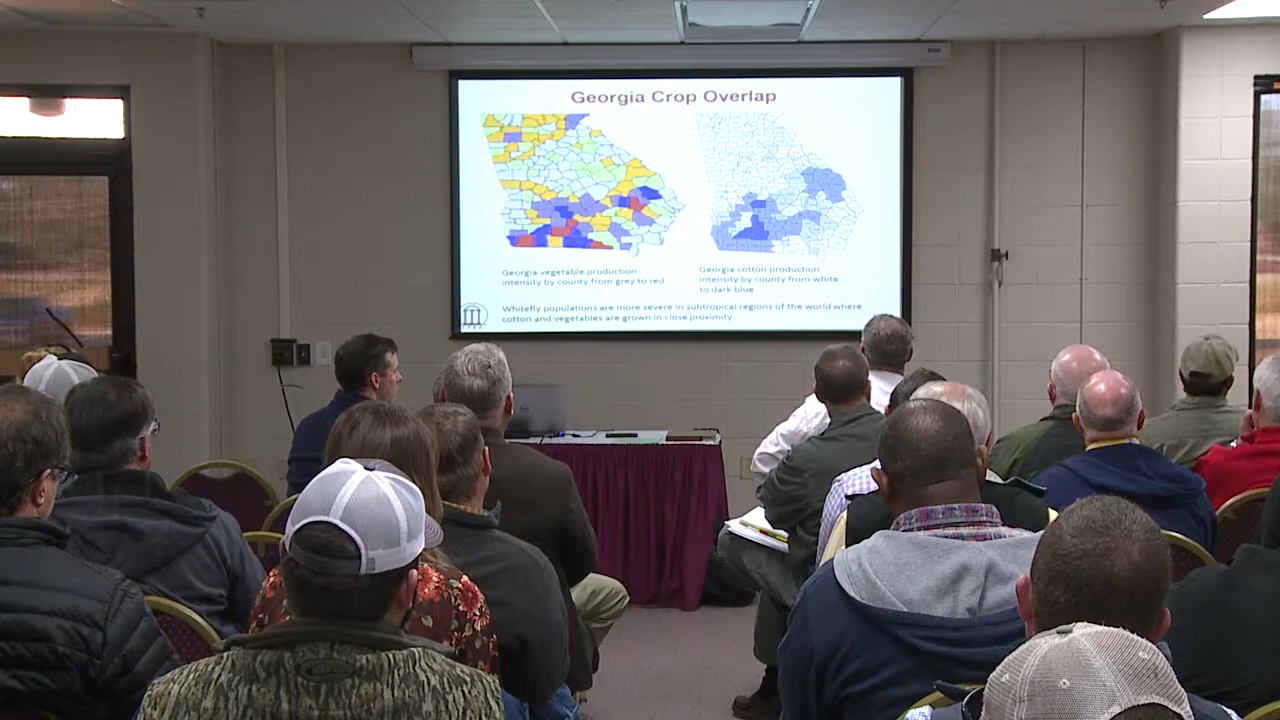 Georgia Crop Overlap
Georgia vegetable production
intensity by county from grey to red
Georgia cotton production
intensity by county from white
to dark blue
Whitefly populations are more severe in subtropical regions of the world where
cotton and vegetables are grown in close proximity